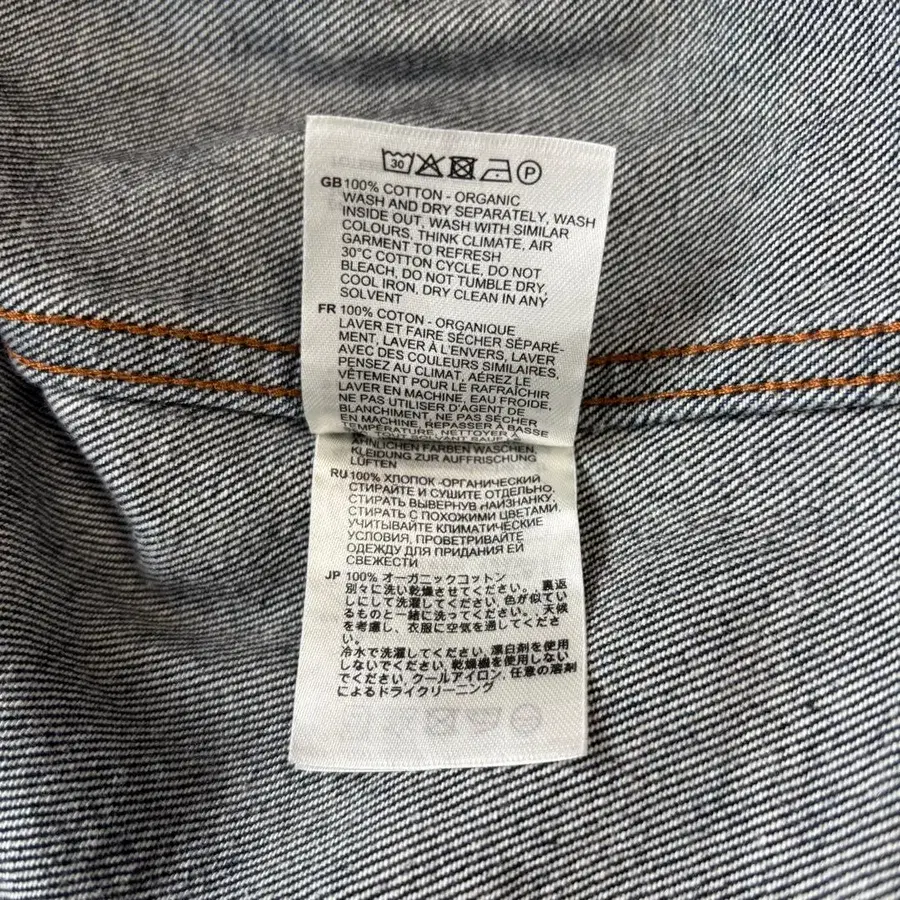 30 P
GB 100% COTTON - ORGANIC
WASH AND DRY SEPARATELY, WASH
INSIDE OUT, WASH WITH SIMILAR
COLOURS, THINK CLIMATE, AIR
GARMENT TO REFRESH
30°C COTTON CYCLE, DO NOT
BLEACH, DO NOT TUMBLE DRY,
COOL IRON, DRY CLEAN IN ANY
SOLVENT
FR 100% COTON - ORGANIQUE
LAVER ET FAIRE SÉCHER SÉPARÉ-
MENT, LAVER À L'ENVERS, LAVER
AVEC DES COULEURS SIMILAIRES,
PENSEZ AU CLIMAT, AÉREZ LE
VÊTEMENT POUR LE RAFRAÎCHIR
LAVER EN MACHINE, EAU FROIDE,
NE PAS UTILISER D'AGENT DE
BLANCHIMENT, NE PAS SÉCHER
EN MACHINE, REPASSER À BASSE
TEMPÉRATURE, NETTOYER À
ÄHNLICHEN FARBEN WASCHEN,
KLEIDUNG ZUR AUFFRISCHUNG
LÜFTEN
RU 100% ХЛОПОК -ОРГАНИЧЕСКИЙ
СТИРАЙТЕ И СУШИТЕ ОТДЕЛЬНО,
СТИРАТЬ ВЫВЕРНУВ НАИЗНАНКУ,
СТИРАТЬ С ПОХОЖИМИ ЦВЕТАМИ,
УЧИТЫВАЙТЕ КЛИМАТИЧЕСКИЕ
УСЛОВИЯ, ПРОВЕТРИВАЙТЕ
ОДЕЖДУ ДЛЯ ПРИДАНИЯ ЕЙ
СВЕЖЕСТИ
JP 100% オーガニックコットン
別々に洗い乾燥させてください。、裏返
しにして洗濯してください, 色が似てい
るものと一緒に洗ってください。、天候
を考慮し、衣服に空気を通してくださ
い。
冷水で洗濯してください, 漂白剤を使用
しないでください, 乾燥機を使用しない
でください, クールアイロン, 任意の溶剤
によるドライクリーニング